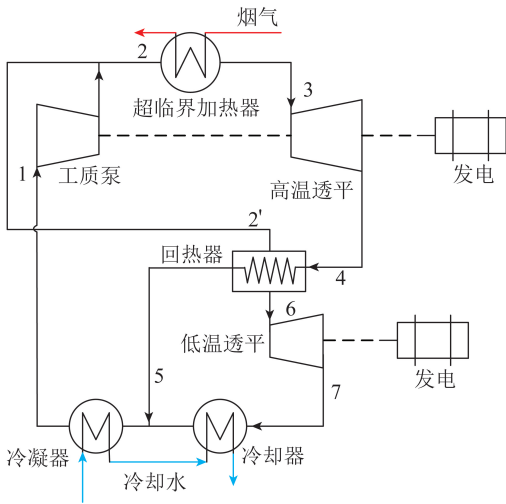 烟气
2
超临界加热器
3
1
工质泵
高温透平
发电
2'
回热器
4
6
低温透平
发电
5
7
冷凝器
冷却水
冷却器